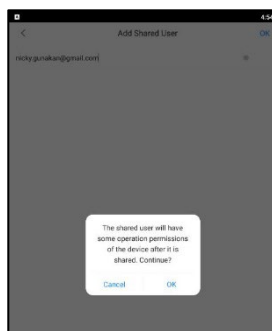 4:54
Add Shared User
OK
nicky.gunakan@gmail.com
The shared user will have
some operation permissions
of the device after it is
shared. Continue?
Cancel
OK